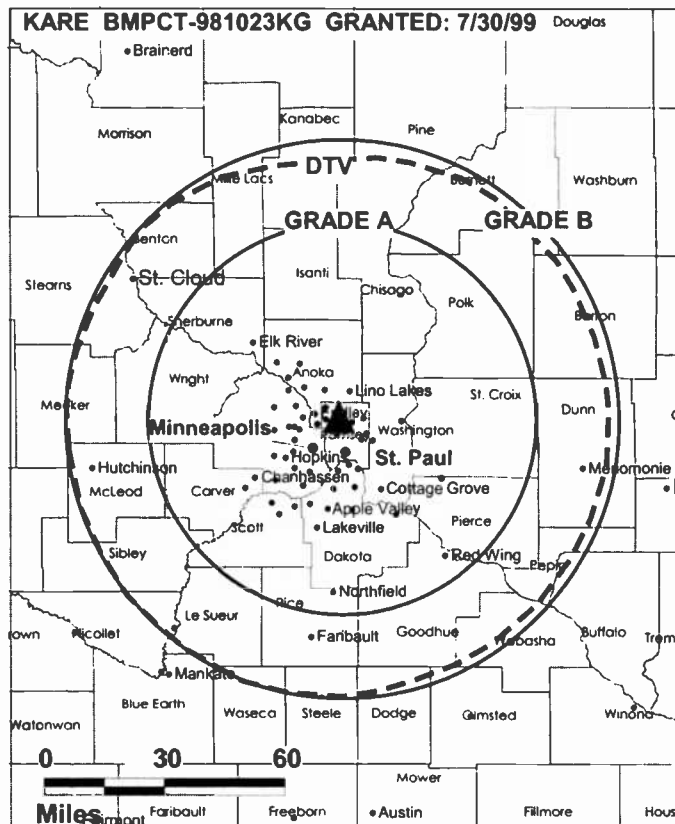 KARE BMPCT-981023KG GRANTED: 7/30/99
Douglas
Brainerd
Kanabec
Morrison
Pine
DTV
Mille Lacs
Burnett
Washburn
GRADE A
GRADE B
Benton
St. Cloud
Isanti
Stearns
Chisago
Polk
Sherburne
Barron
Elk River
Anoka
Wright
Lino Lakes
St. Croix
Meeker
Dunn
Minneapolis
Washington
Hopkins
St. Paul
Hutchinson
Menomonie
Chanhassen
McLeod
Carver
Cottage Grove
Apple Valley
Pierce
Scott
Lakeville
Sibley
Dakota
Red Wing
Pepin
Northfield
Rice
Le Sueur
Nicollet
Faribault
Goodhue
Wabasha
Buffalo
Mankato
Blue Earth
Waseca
Steele
Dodge
Olmsted
Winona
Watonwan
0 30 60
Mower
Miles
Faribault
Freeborn
Austin
Fillmore